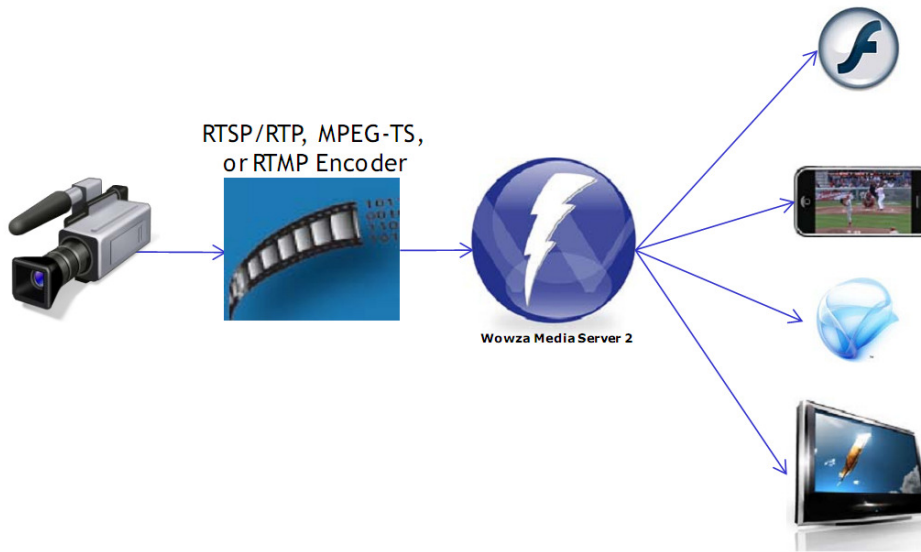 RTSP/RTP, MPEG-TS,
or RTMP Encoder
Wowza Media Server 2